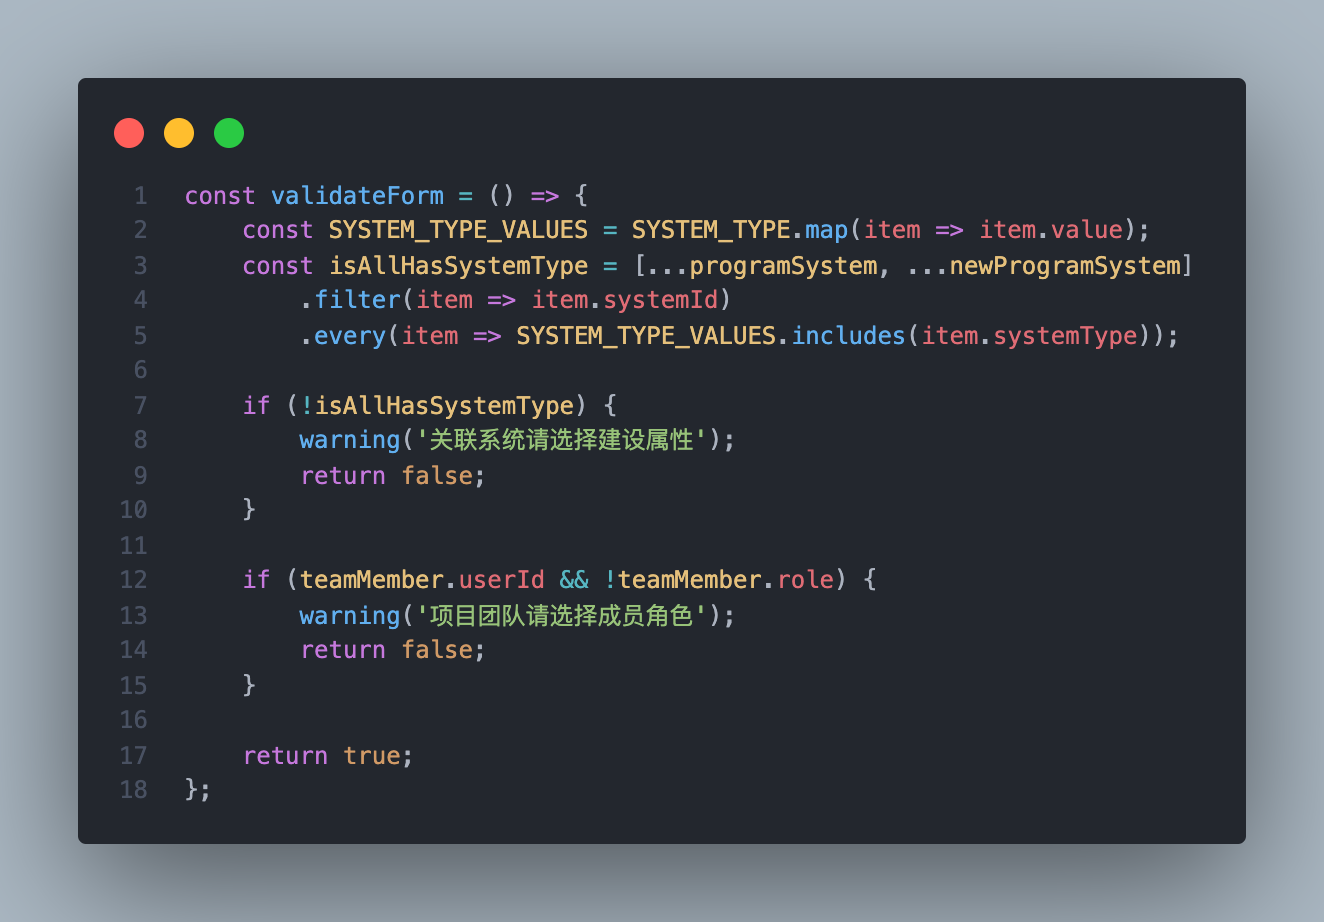 1 const validateForm = () => {
2     const SYSTEM_TYPE_VALUES = SYSTEM_TYPE.map(item => item.value);
3     const isAllHasSystemType = [...programSystem, ...newProgramSystem]
4         .filter(item => item.systemId)
5         .every(item => SYSTEM_TYPE_VALUES.includes(item.systemType));
6
7     if (!isAllHasSystemType) {
8         warning('关联系统请选择建设属性');
9         return false;
10     }
11
12     if (teamMember.userId && !teamMember.role) {
13         warning('项目团队请选择成员角色');
14         return false;
15     }
16
17     return true;
18 };